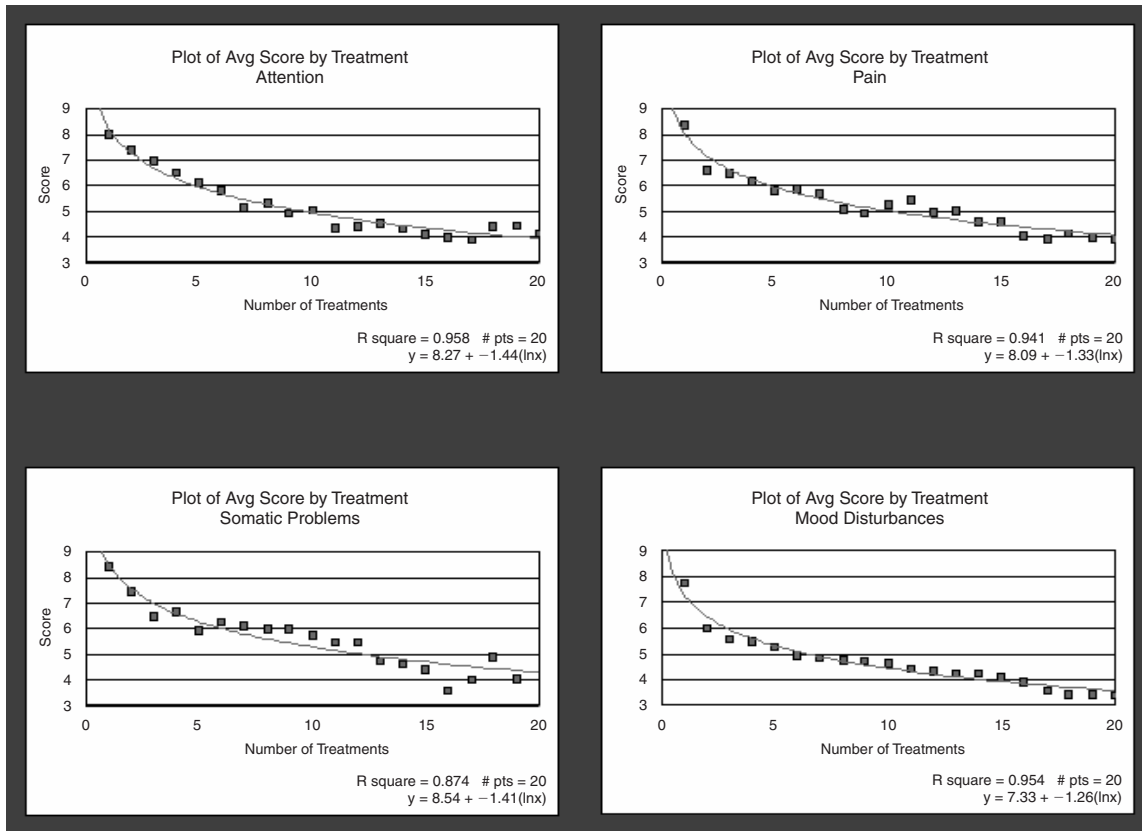 Plot of Avg Score by Treatment
Attention
9
8
7
6
5
4
3
Score
0 5 10 15 20
Number of Treatments
R square = 0.958 # pts = 20
y = 8.27 + −1.44(lnx)
Plot of Avg Score by Treatment
Pain
9
8
7
6
5
4
3
Score
0 5 10 15 20
Number of Treatments
R square = 0.941 # pts = 20
y = 8.09 + −1.33(lnx)
Plot of Avg Score by Treatment
Somatic Problems
9
8
7
6
5
4
3
Score
0 5 10 15 20
Number of Treatments
R square = 0.874 # pts = 20
y = 8.54 + −1.41(lnx)
Plot of Avg Score by Treatment
Mood Disturbances
9
8
7
6
5
4
3
Score
0 5 10 15 20
Number of Treatments
R square = 0.954 # pts = 20
y = 7.33 + −1.26(lnx)